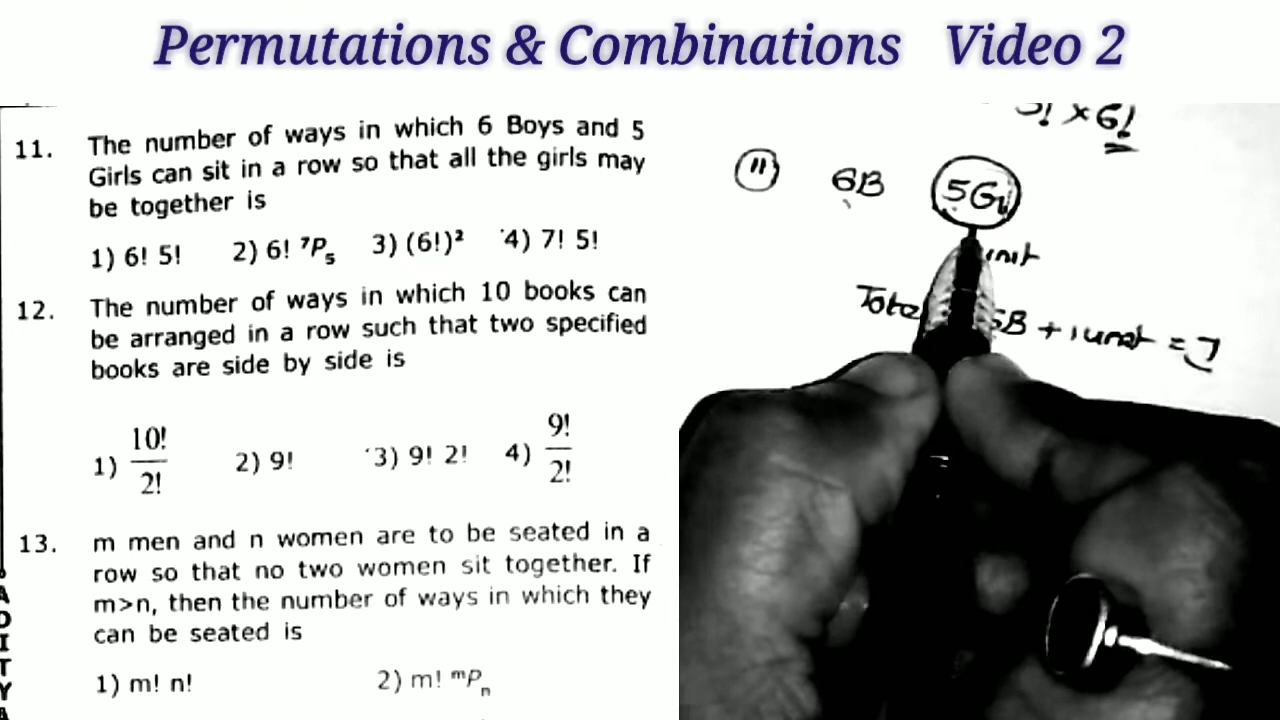 Permutations & Combinations Video 2
11. The number of ways in which 6 Boys and 5
Girls can sit in a row so that all the girls may
be together is
1) 6! 5! 2) 6! ⁷P₅ 3) (6!)² 4) 7! 5!
12. The number of ways in which 10 books can
be arranged in a row such that two specified
books are side by side is
1) 10!/2! 2) 9! 3) 9! 2! 4) 9!/2!
13. m men and n women are to be seated in a
row so that no two women sit together. If
m>n, then the number of ways in which they
can be seated is
1) m! n! 2) m! ᵐPₙ
A
D
I
T
Y
A
× 6!
11 6B 5G
unit
B + 1 unit = 7